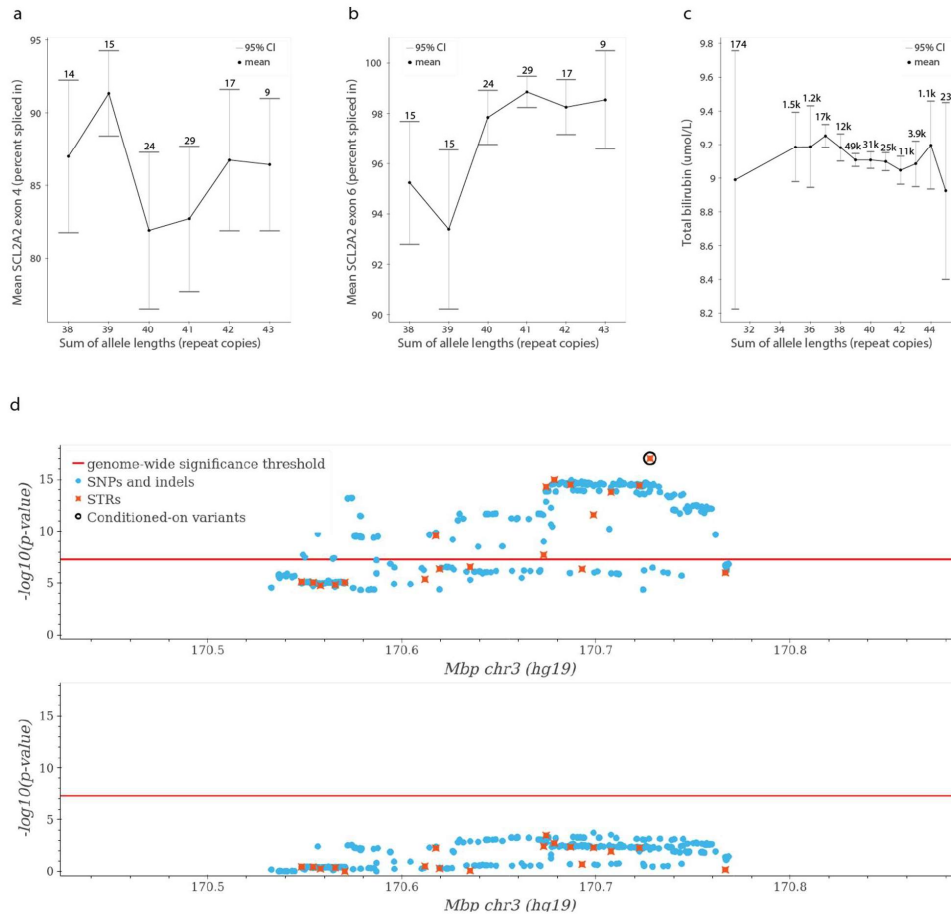 a
95
15
95% CI
mean
14
17
9
24
29
90
85
80
Mean SCL2A2 exon 4 (percent spliced in)
38 39 40 41 42 43
Sum of allele lengths (repeat copies)
b
95% CI
mean
9
29
24
17
15
15
100
98
96
94
92
90
Mean SCL2A2 exon 6 (percent spliced in)
38 39 40 41 42 43
Sum of allele lengths (repeat copies)
c
9.8
174
95% CI
mean
1.5k
1.2k
17k
12k
49k
31k
25k
11k
3.9k
1.1k
23
9.6
9.4
9.2
9
8.8
8.6
8.4
8.2
Total bilirubin (umol/L)
32 34 36 38 40 42 44
Sum of allele lengths (repeat copies)
d
genome-wide significance threshold
SNPs and indels
STRs
Conditioned-on variants
15
10
5
0
-log10(p-value)
170.5 170.6 170.7 170.8
Mbp chr3 (hg19)
15
10
5
0
-log10(p-value)
170.5 170.6 170.7 170.8
Mbp chr3 (hg19)